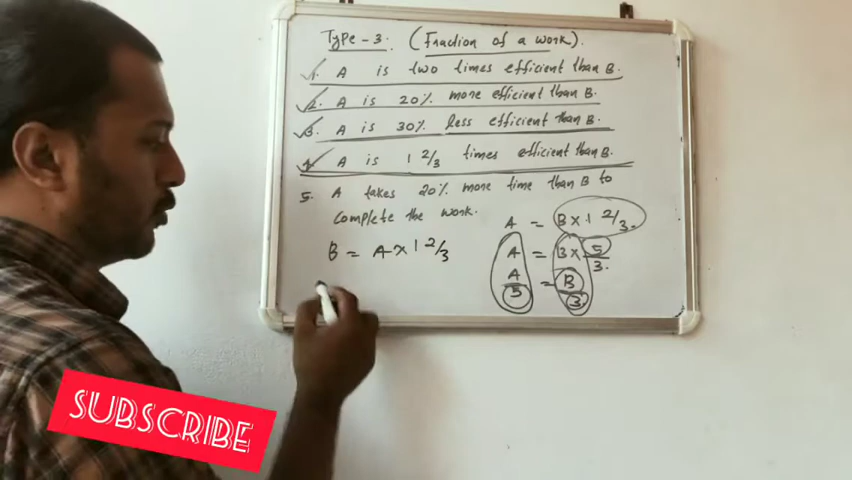 Type-3. (Fraction of a work).
1. A is two times efficient than B.
2. A is 20% more efficient than B.
3. A is 30% less efficient than B.
4. A is 1 2/3 times efficient than B.
5. A takes 20% more time than B to
complete the work.
B = A × 1 2/3
A = B × 1 2/3.
A = B × 5/3.
A/5 = B/3
SUBSCRIBE